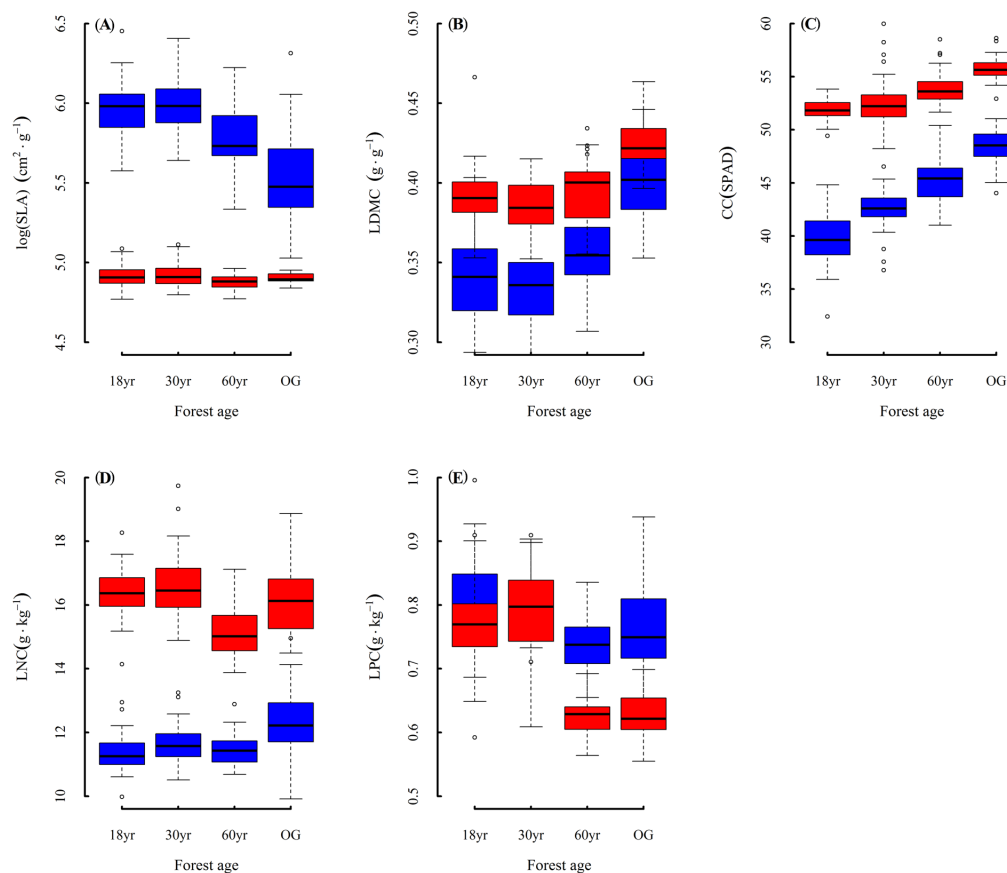 (A)
log(SLA) (cm²·g⁻¹)
6.5
6.0
5.5
5.0
4.5
18yr 30yr 60yr OG
Forest age
(B)
LDMC (g·g⁻¹)
0.50
0.45
0.40
0.35
0.30
18yr 30yr 60yr OG
Forest age
(C)
CC(SPAD)
60
55
50
45
40
35
30
18yr 30yr 60yr OG
Forest age
(D)
LNC(g·kg⁻¹)
20
18
16
14
12
10
18yr 30yr 60yr OG
Forest age
(E)
LPC(g·kg⁻¹)
1.0
0.9
0.8
0.7
0.6
0.5
18yr 30yr 60yr OG
Forest age